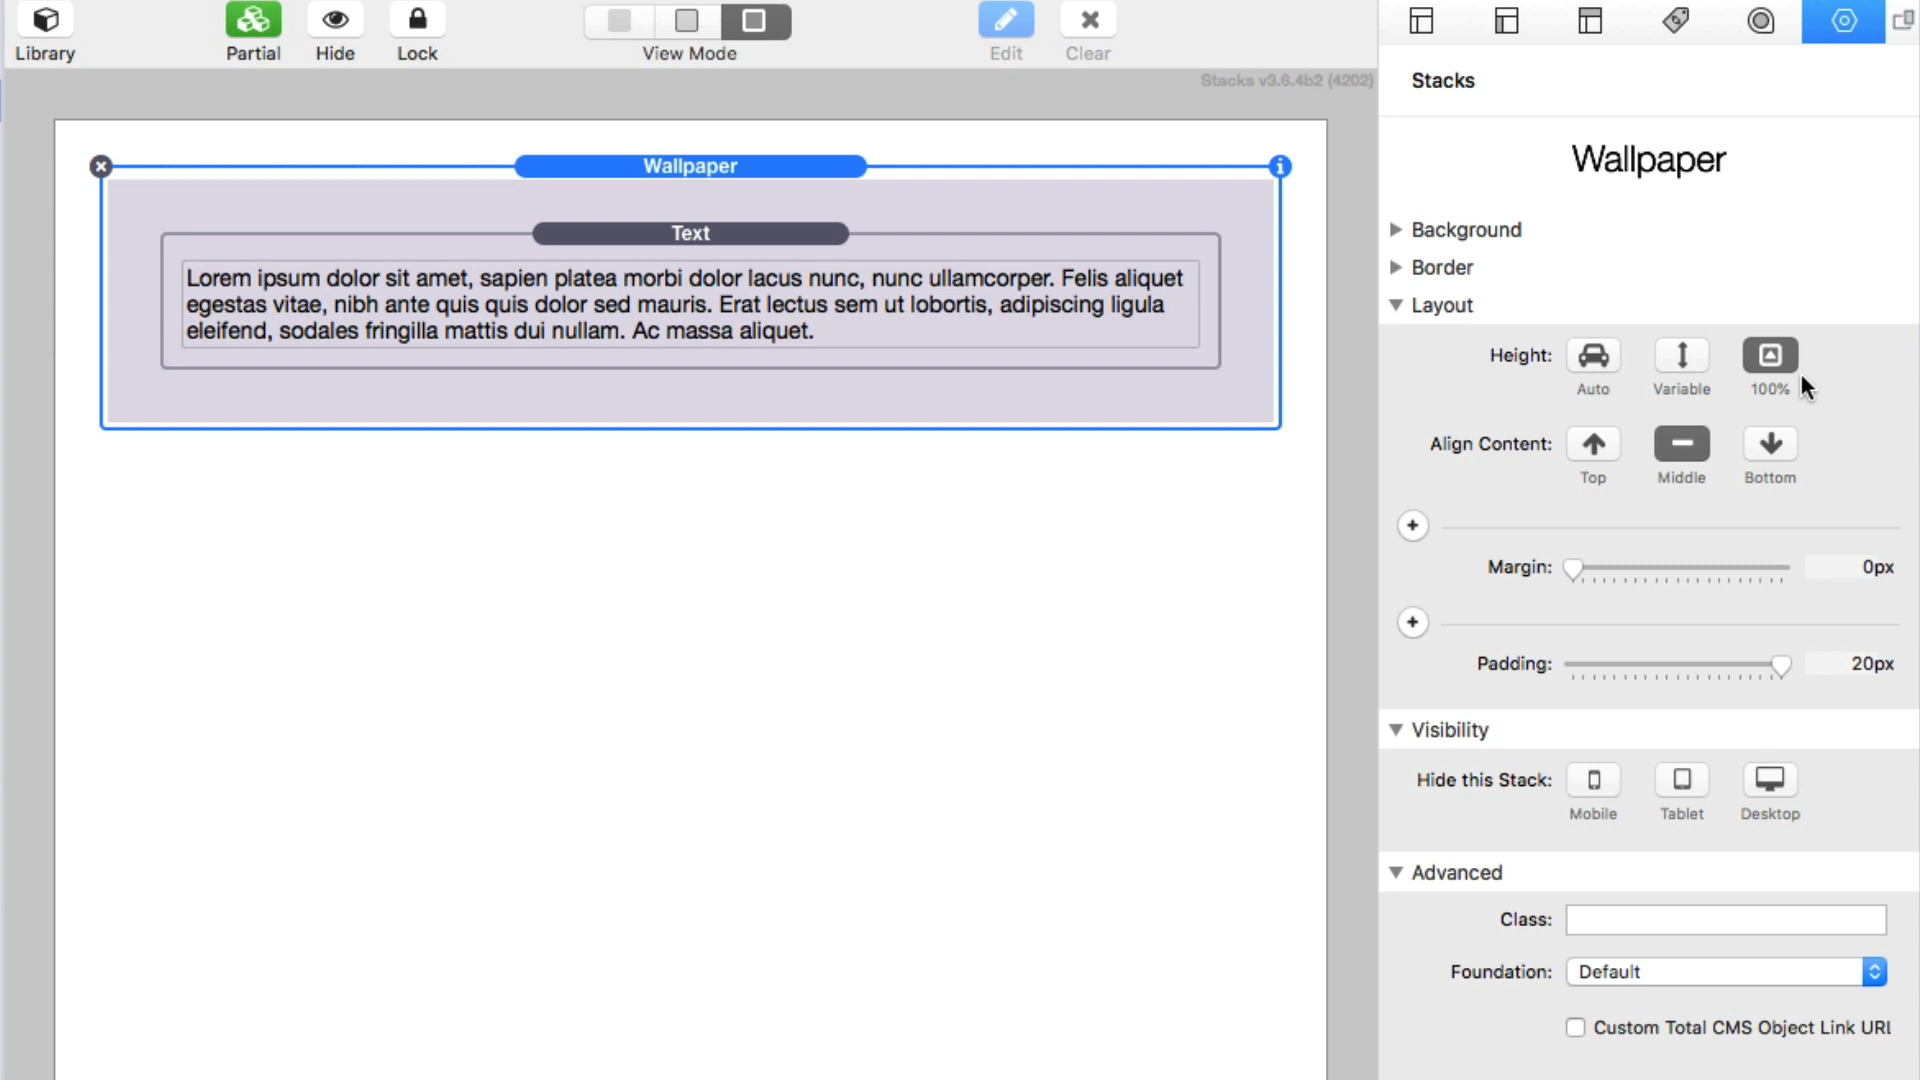 Library
Partial
Hide
Lock
View Mode
Edit
Clear
Stacks v3.6.4b2 (4202)
Wallpaper
Text
Lorem ipsum dolor sit amet, sapien platea morbi dolor lacus nunc, nunc ullamcorper. Felis aliquet
egestas vitae, nibh ante quis quis dolor sed mauris. Erat lectus sem ut lobortis, adipiscing ligula
eleifend, sodales fringilla mattis dui nullam. Ac massa aliquet.
Stacks
Wallpaper
Background
Border
Layout
Height:
Auto
Variable
100%
Align Content:
Top
Middle
Bottom
Margin:
0px
Padding:
20px
Visibility
Hide this Stack:
Mobile
Tablet
Desktop
Advanced
Class:
Foundation:
Default
Custom Total CMS Object Link URL